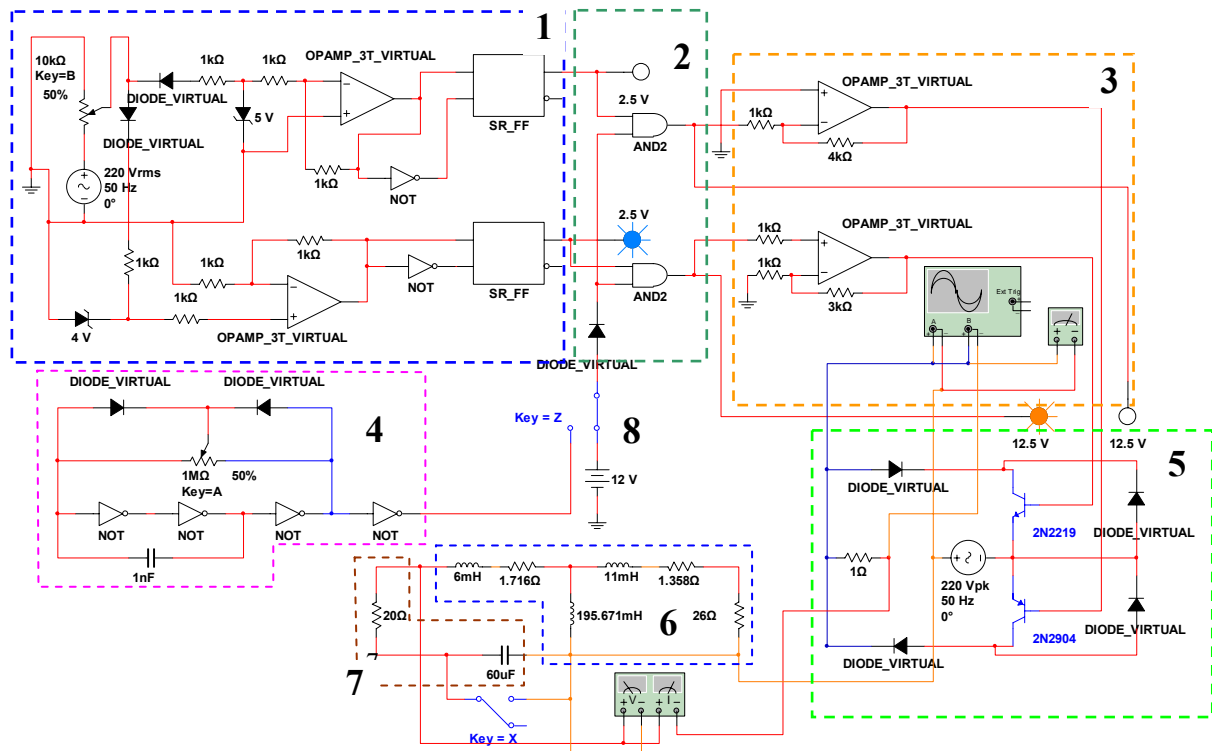 1
10kΩ
Key=B
50%
DIODE_VIRTUAL
1kΩ
1kΩ
OPAMP_3T_VIRTUAL
5 V
DIODE_VIRTUAL
220 Vrms
50 Hz
0°
1kΩ
NOT
SR_FF
1kΩ
1kΩ
1kΩ
1kΩ
NOT
SR_FF
4 V
OPAMP_3T_VIRTUAL
2
2.5 V
AND2
2.5 V
AND2
DIODE_VIRTUAL
3
OPAMP_3T_VIRTUAL
1kΩ
4kΩ
OPAMP_3T_VIRTUAL
1kΩ
1kΩ
3kΩ
Ext Trig
A
B
12.5 V
12.5 V
DIODE_VIRTUAL
DIODE_VIRTUAL
4
1MΩ
50%
Key=A
NOT
NOT
NOT
NOT
1nF
Key = Z
8
12 V
5
DIODE_VIRTUAL
2N2219
DIODE_VIRTUAL
1Ω
220 Vpk
50 Hz
0°
2N2904
DIODE_VIRTUAL
DIODE_VIRTUAL
6mH
1.716Ω
11mH
1.358Ω
20Ω
195.671mH
6
26Ω
7
60uF
Key = X
V
I